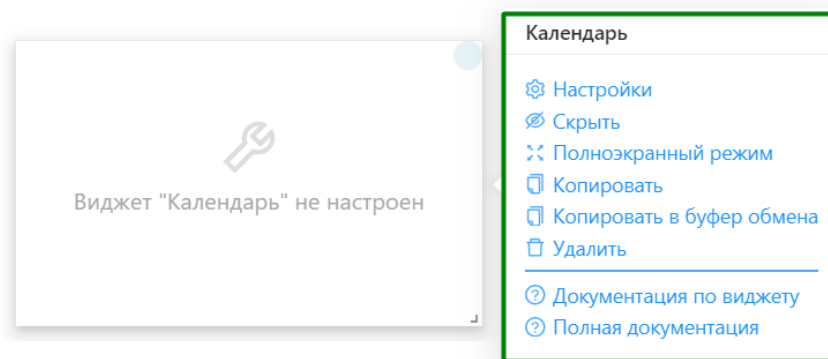 Виджет "Календарь" не настроен
Календарь
Настройки
Скрыть
Полноэкранный режим
Копировать
Копировать в буфер обмена
Удалить
Документация по виджету
Полная документация